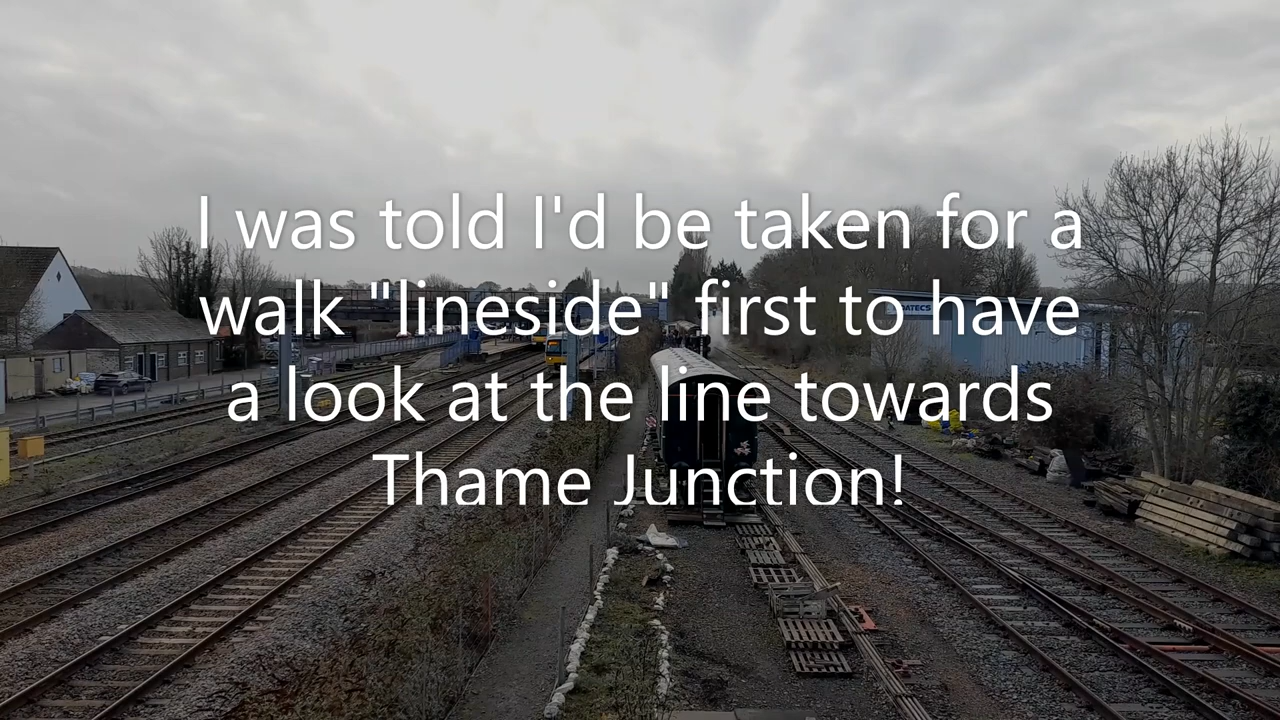 I was told I'd be taken for a
walk "lineside" first to have
a look at the line towards
Thame Junction!